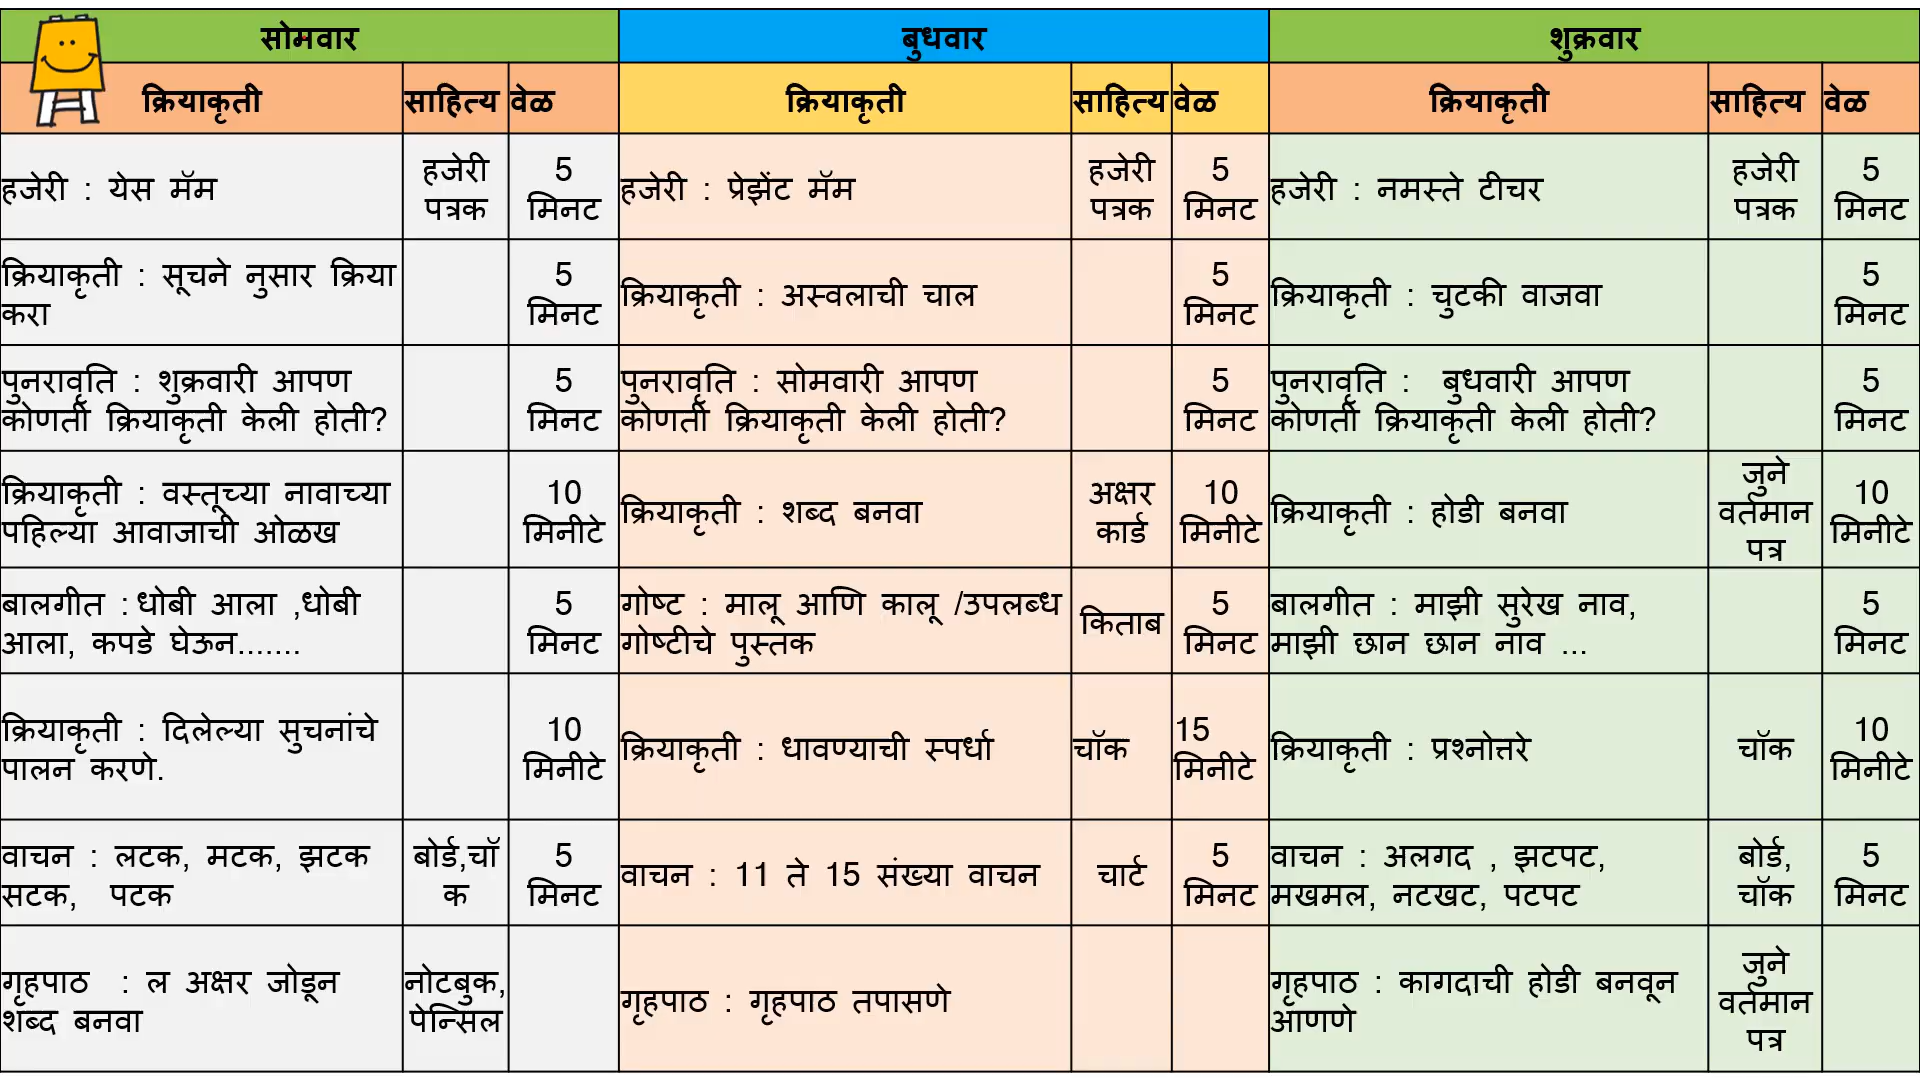 सोमवार
बुधवार
शुक्रवार
क्रियाकृती
साहित्य
वेळ
क्रियाकृती
साहित्य
वेळ
क्रियाकृती
साहित्य
वेळ
हजेरी : येस मॅम
हजेरी
पत्रक
5
मिनट
हजेरी : प्रेझेंट मॅम
हजेरी
पत्रक
5
मिनट
हजेरी : नमस्ते टीचर
हजेरी
पत्रक
5
मिनट
क्रियाकृती : सूचने नुसार क्रिया
करा
5
मिनट
क्रियाकृती : अस्वलाची चाल
5
मिनट
क्रियाकृती : चुटकी वाजवा
5
मिनट
पुनरावृति : शुक्रवारी आपण
कोणती क्रियाकृती केली होती?
5
मिनट
पुनरावृति : सोमवारी आपण
कोणती क्रियाकृती केली होती?
5
मिनट
पुनरावृति : बुधवारी आपण
कोणती क्रियाकृती केली होती?
5
मिनट
क्रियाकृती : वस्तूच्या नावाच्या
पहिल्या आवाजाची ओळख
10
मिनीटे
क्रियाकृती : शब्द बनवा
अक्षर
कार्ड
10
मिनीटे
क्रियाकृती : होडी बनवा
जुने
वर्तमान
पत्र
10
मिनीटे
बालगीत : धोबी आला ,धोबी
आला, कपडे घेऊन.......
5
मिनट
गोष्ट : मालू आणि कालू /उपलब्ध
गोष्टीचे पुस्तक
किताब
5
मिनट
बालगीत : माझी सुरेख नाव,
माझी छान छान नाव ...
5
मिनट
क्रियाकृती : दिलेल्या सुचनांचे
पालन करणे.
10
मिनीटे
क्रियाकृती : धावण्याची स्पर्धा
चॉक
15
मिनीटे
क्रियाकृती : प्रश्नोत्तरे
चॉक
10
मिनीटे
वाचन : लटक, मटक, झटक
सटक, पटक
बोर्ड,चॉ
क
5
मिनट
वाचन : 11 ते 15 संख्या वाचन
चार्ट
5
मिनट
वाचन : अलगद , झटपट,
मखमल, नटखट, पटपट
बोर्ड,
चॉक
5
मिनट
गृहपाठ : ल अक्षर जोडून
शब्द बनवा
नोटबुक,
पेन्सिल
गृहपाठ : गृहपाठ तपासणे
गृहपाठ : कागदाची होडी बनवून
आणणे
जुने
वर्तमान
पत्र